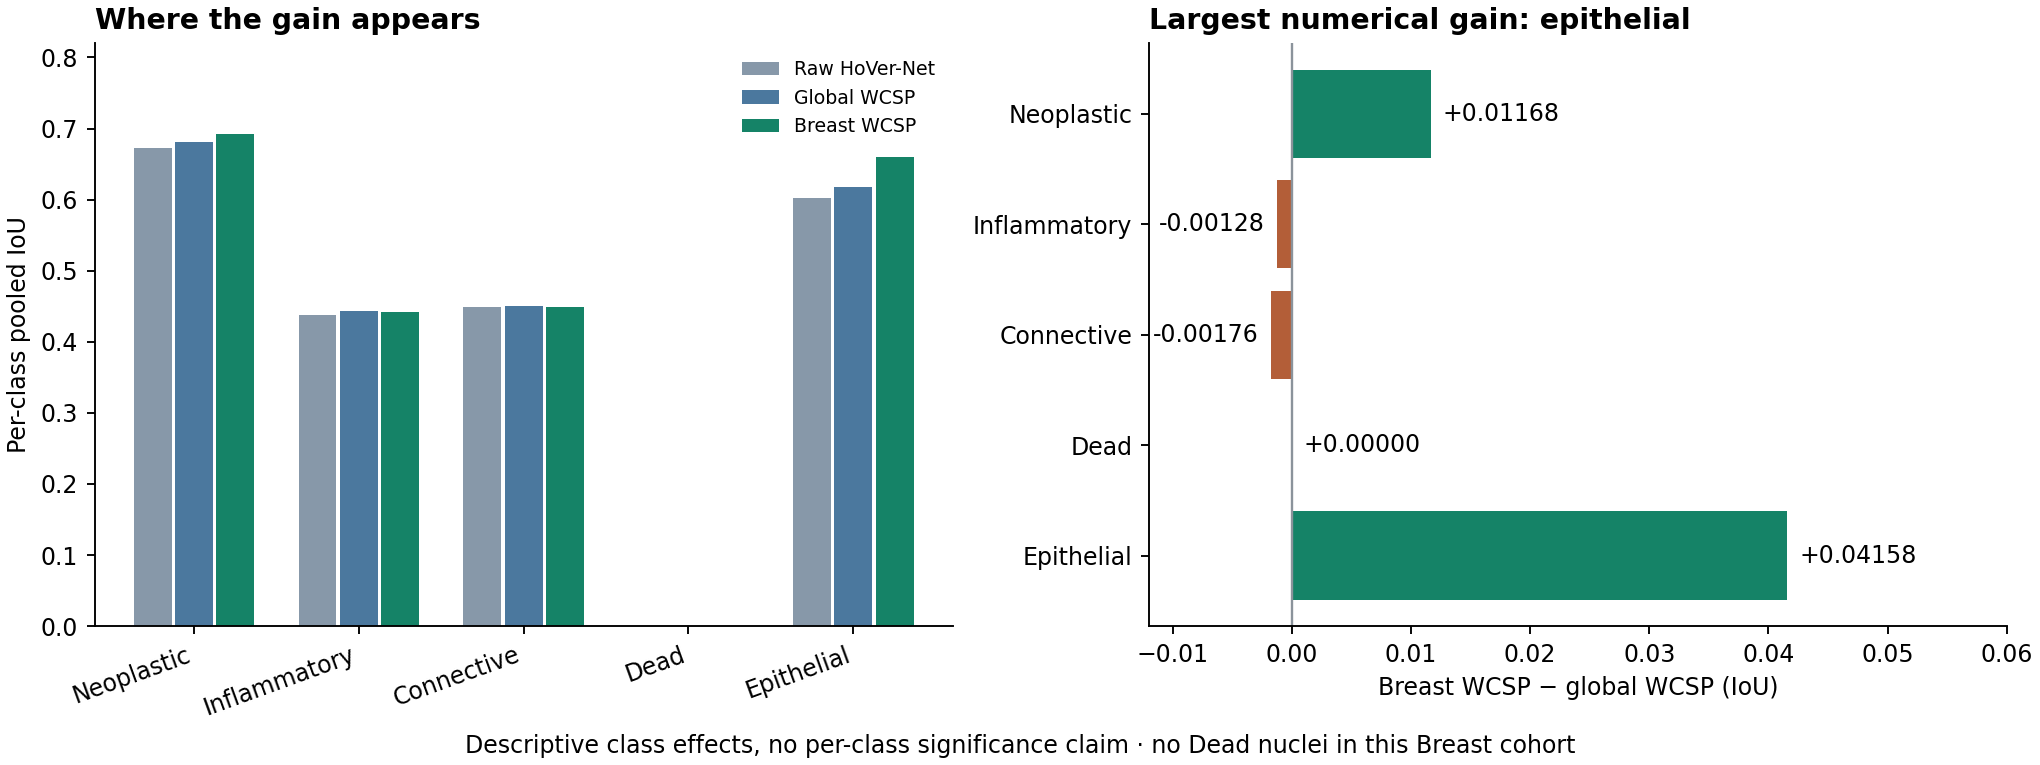 Where the gain appears
Per-class pooled IoU
0.8
0.7
0.6
0.5
0.4
0.3
0.2
0.1
0.0
Raw HoVer-Net
Global WCSP
Breast WCSP
Neoplastic
Inflammatory
Connective
Dead
Epithelial
Largest numerical gain: epithelial
Neoplastic
+0.01168
Inflammatory
-0.00128
Connective
-0.00176
Dead
+0.00000
Epithelial
+0.04158
−0.01
0.00
0.01
0.02
0.03
0.04
0.05
0.06
Breast WCSP − global WCSP (IoU)
Descriptive class effects, no per-class significance claim · no Dead nuclei in this Breast cohort